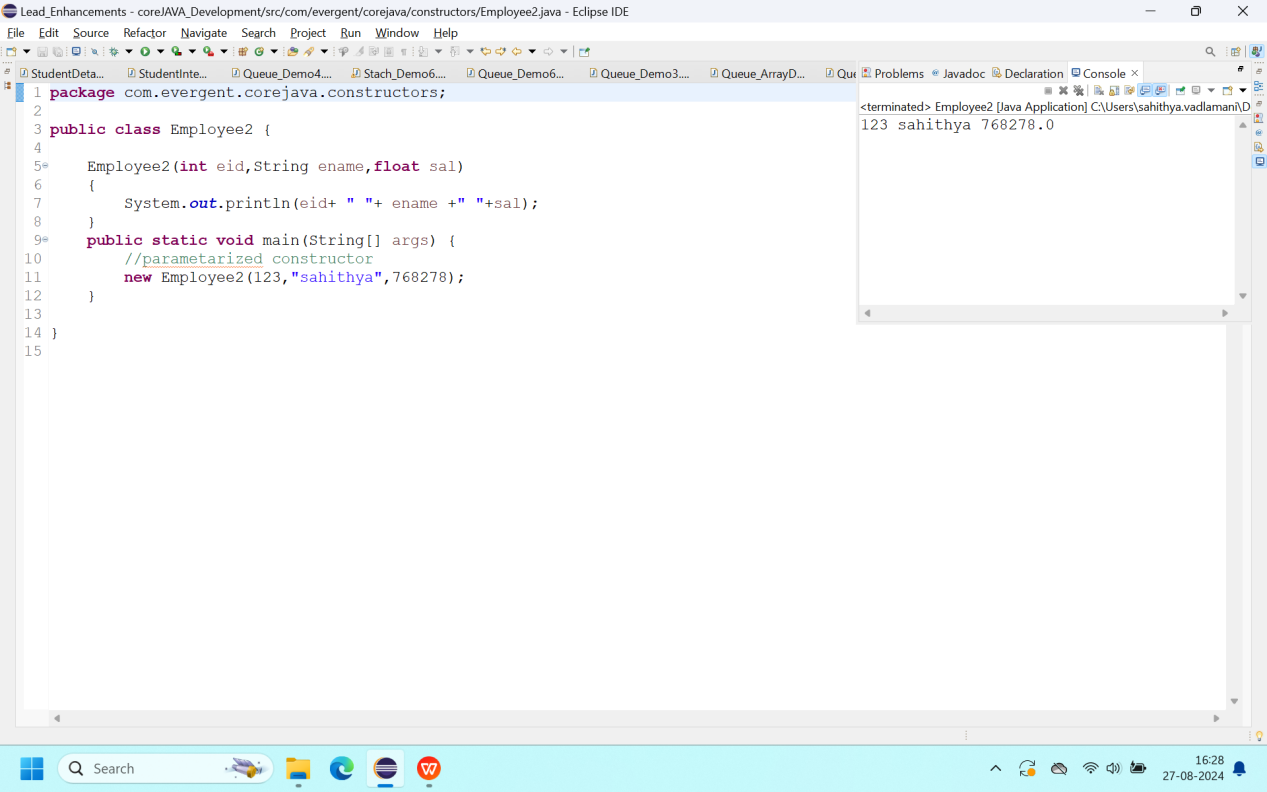 Lead_Enhancements - coreJAVA_Development/src/com/evergent/corejava/constructors/Employee2.java - Eclipse IDE
File Edit Source Refactor Navigate Search Project Run Window Help
StudentDeta... StudentInte... Queue_Demo4.... Stach_Demo6.... Queue_Demo6... Queue_Demo3.... Queue_ArrayD... Que Problems Javadoc Declaration Console
<terminated> Employee2 [Java Application] C:\Users\sahithya.vadlamani\D
123 sahithya 768278.0
1 package com.evergent.corejava.constructors;
2
3 public class Employee2 {
4
5 Employee2(int eid,String ename,float sal)
6 {
7 System.out.println(eid+ " "+ ename +" "+sal);
8 }
9 public static void main(String[] args) {
10 //parametarized constructor
11 new Employee2(123,"sahithya",768278);
12 }
13
14 }
15
Search
16:28
27-08-2024